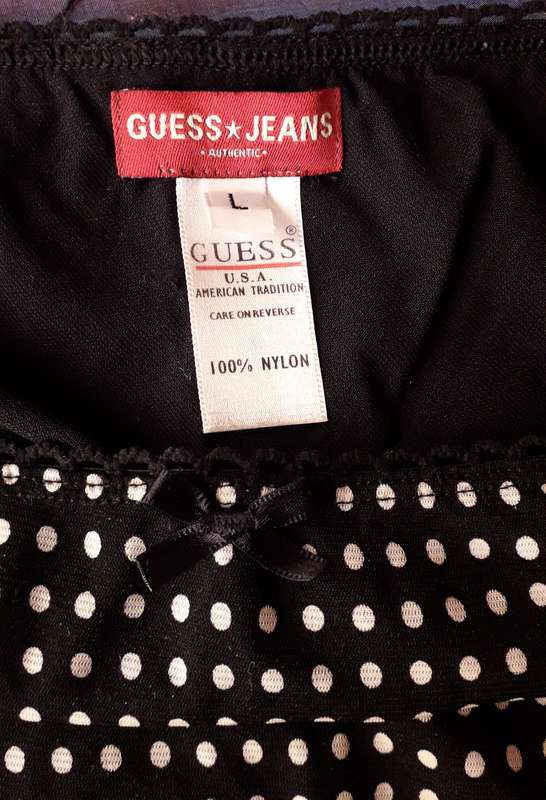 GUESS★JEANS
• AUTHENTIC •
L
GUESS®
U.S.A.
AMERICAN TRADITION
CARE ON REVERSE
100% NYLON